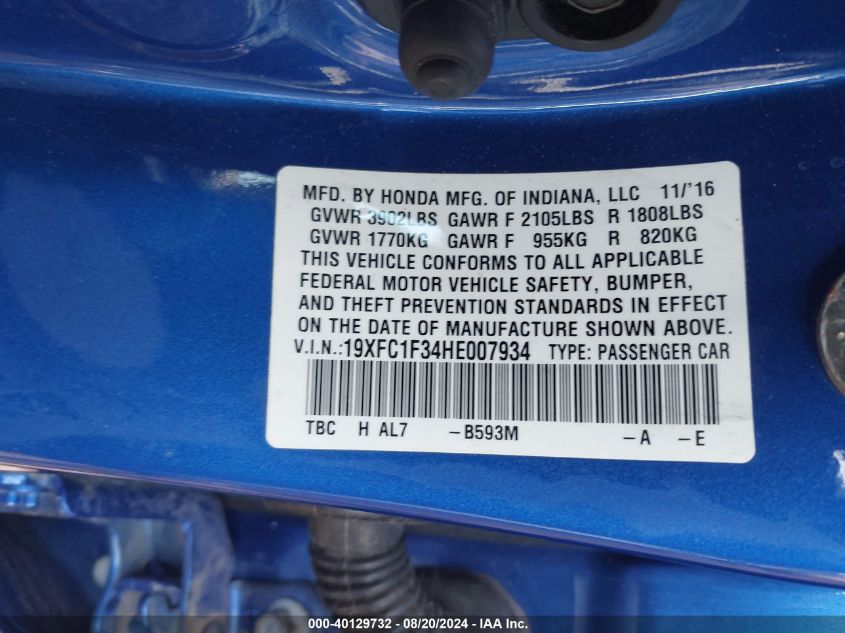 MFD. BY HONDA MFG. OF INDIANA, LLC 11/'16
GVWR 3902LBS GAWR F 2105LBS R 1808LBS
GVWR 1770KG GAWR F 955KG R 820KG
THIS VEHICLE CONFORMS TO ALL APPLICABLE
FEDERAL MOTOR VEHICLE SAFETY, BUMPER,
AND THEFT PREVENTION STANDARDS IN EFFECT
ON THE DATE OF MANUFACTURE SHOWN ABOVE.
V.I.N.:19XFC1F34HE007934 TYPE: PASSENGER CAR
TBC H AL7 –B593M –A –E
000-40129732 - 08/20/2024 - IAA Inc.